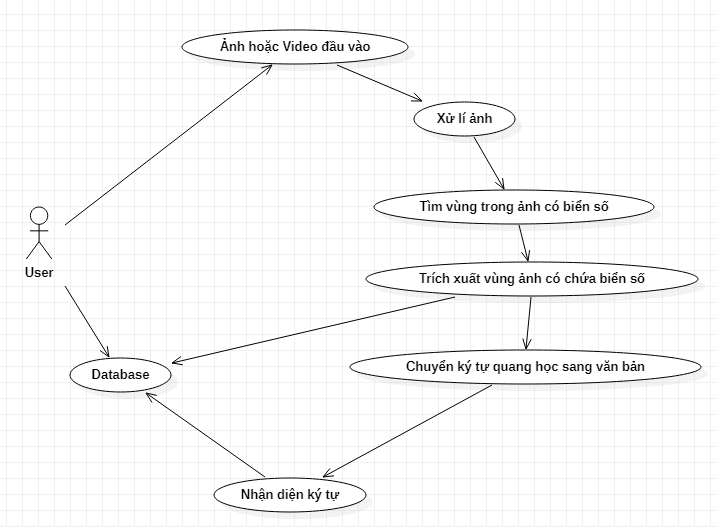 Ảnh hoặc Video đầu vào
Xử lí ảnh
Tìm vùng trong ảnh có biển số
User
Trích xuất vùng ảnh có chứa biển số
Chuyển ký tự quang học sang văn bản
Database
Nhận diện ký tự